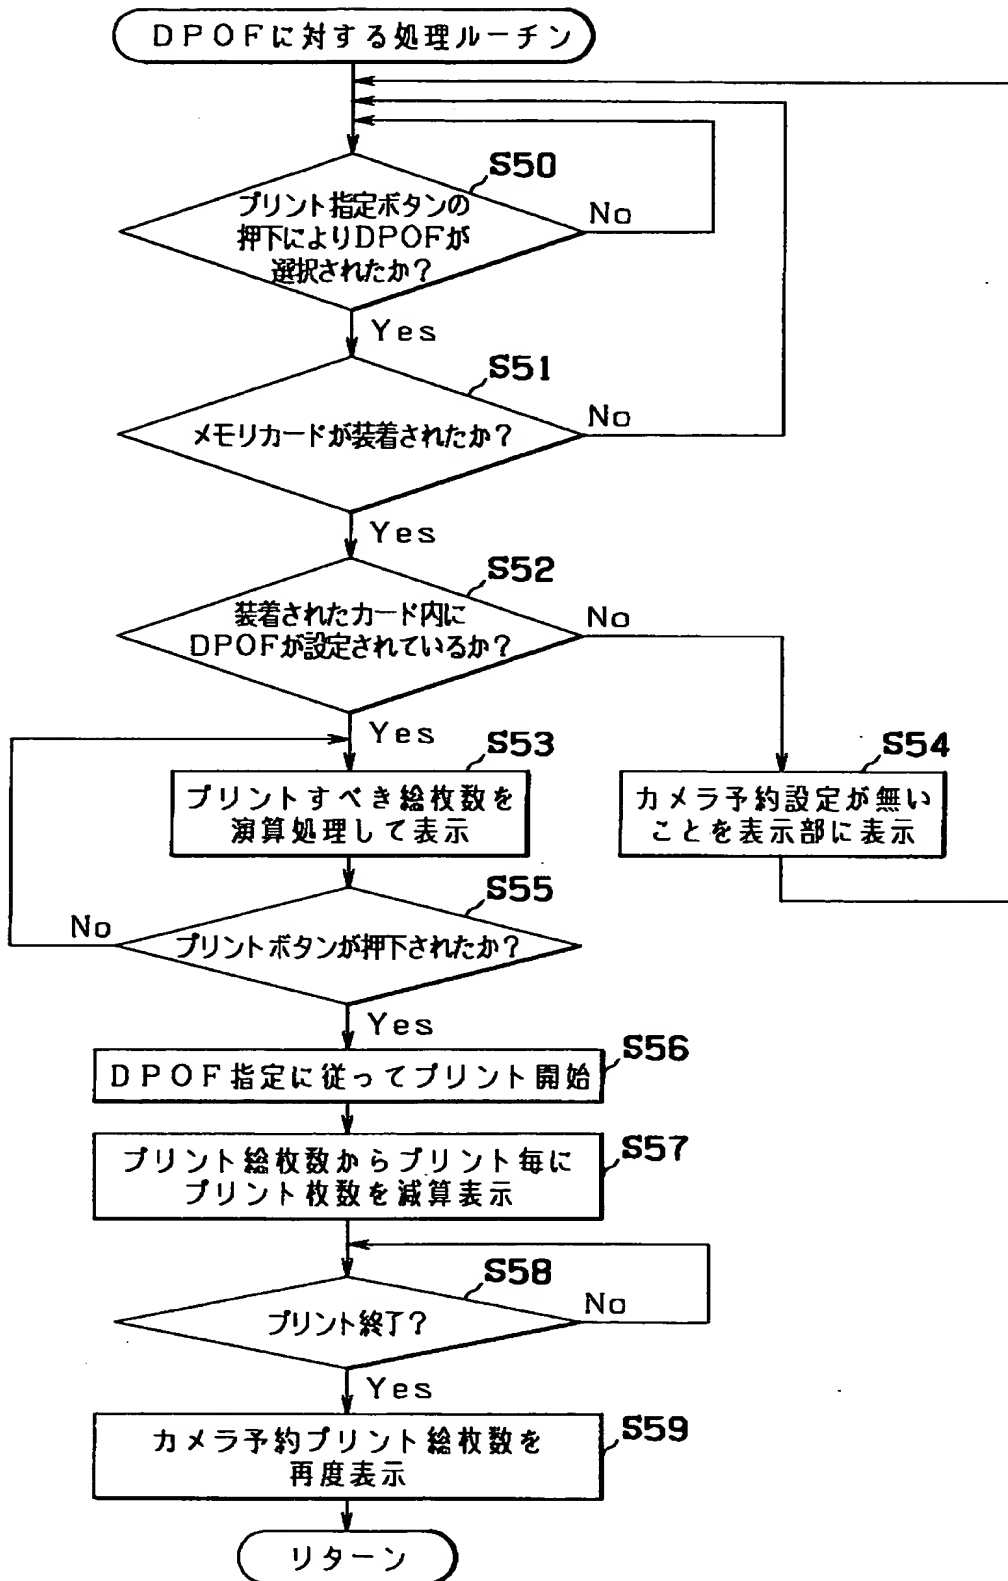 DPOFに対する処理ルーチン
S50
プリント指定ボタンの
押下によりDPOFが
選択されたか？
No
Yes
S51
メモリカードが装着されたか？
No
Yes
S52
装着されたカード内に
DPOFが設定されているか？
No
Yes
S53
プリントすべき総枚数を
演算処理して表示
S54
カメラ予約設定が無い
ことを表示部に表示
S55
プリントボタンが押下されたか？
No
Yes
S56
DPOF指定に従ってプリント開始
S57
プリント総枚数からプリント毎に
プリント枚数を減算表示
S58
プリント終了？
No
Yes
S59
カメラ予約プリント総枚数を
再度表示
リターン